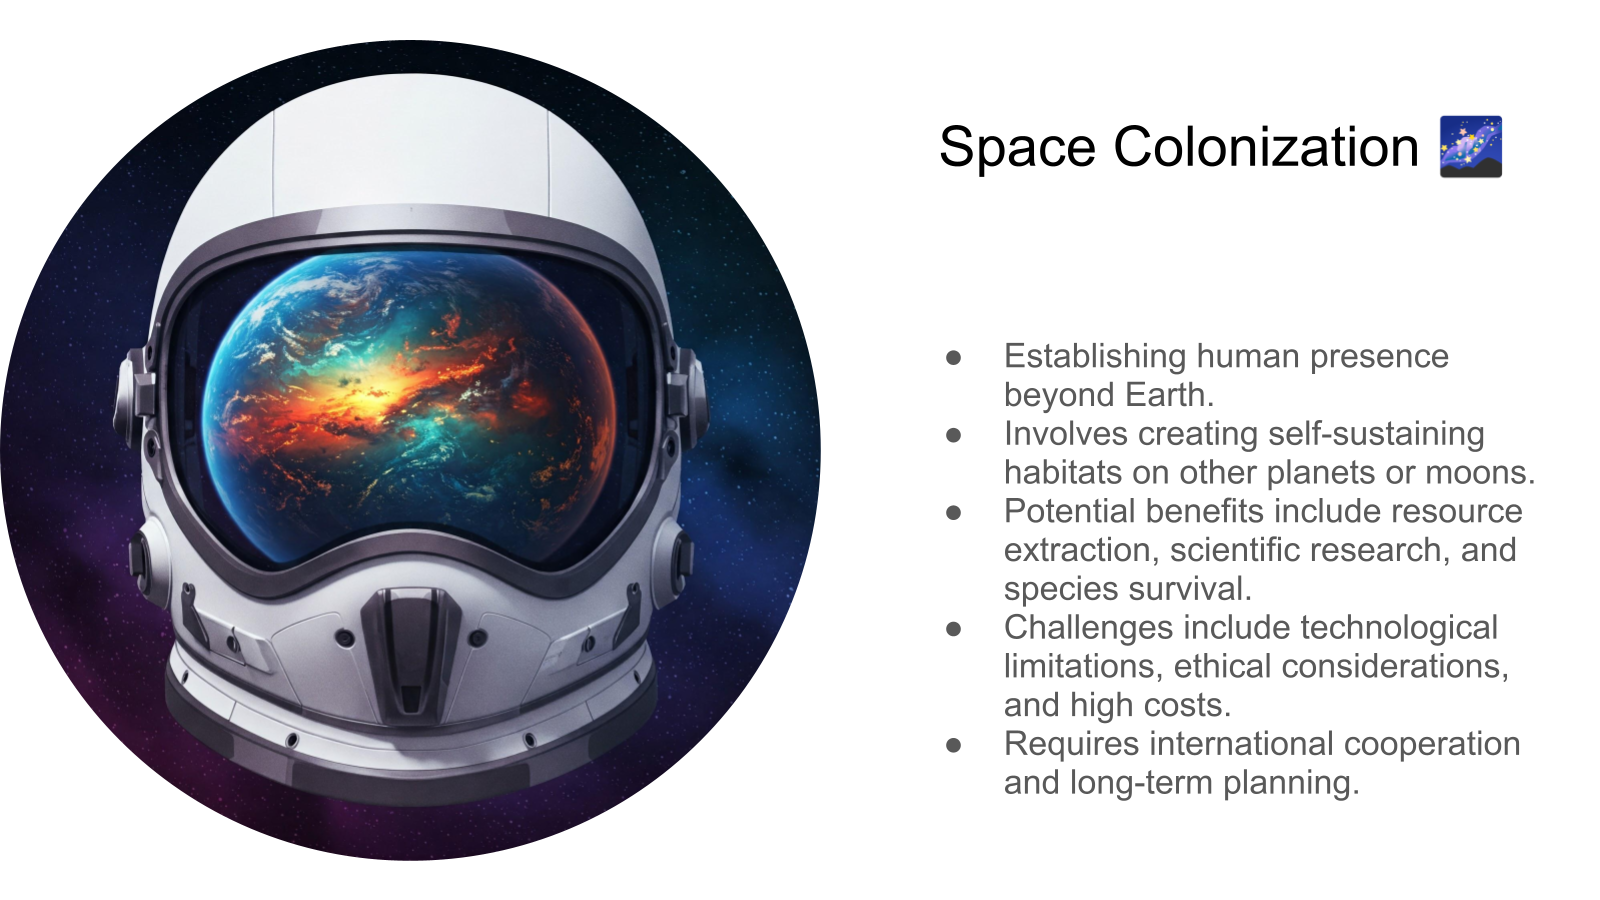 Space Colonization 🌌
● Establishing human presence
beyond Earth.
● Involves creating self-sustaining
habitats on other planets or moons.
● Potential benefits include resource
extraction, scientific research, and
species survival.
● Challenges include technological
limitations, ethical considerations,
and high costs.
● Requires international cooperation
and long-term planning.